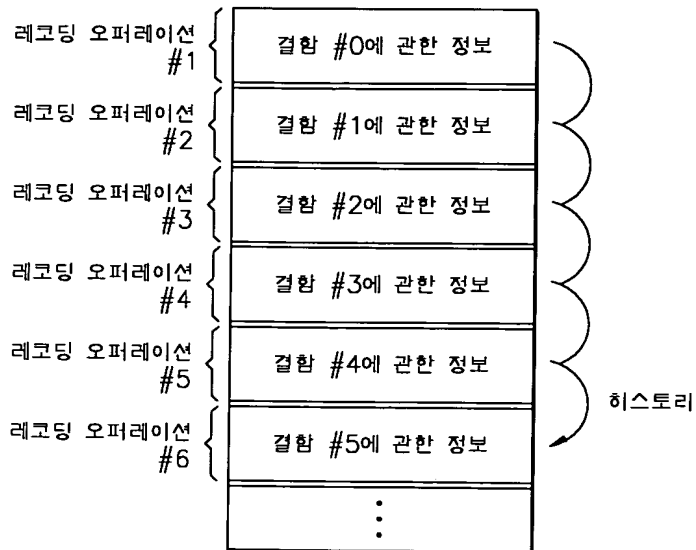 레코딩 오퍼레이션
#1
결함 #0에 관한 정보
레코딩 오퍼레이션
#2
결함 #1에 관한 정보
레코딩 오퍼레이션
#3
결함 #2에 관한 정보
레코딩 오퍼레이션
#4
결함 #3에 관한 정보
레코딩 오퍼레이션
#5
결함 #4에 관한 정보
히스토리
레코딩 오퍼레이션
#6
결함 #5에 관한 정보